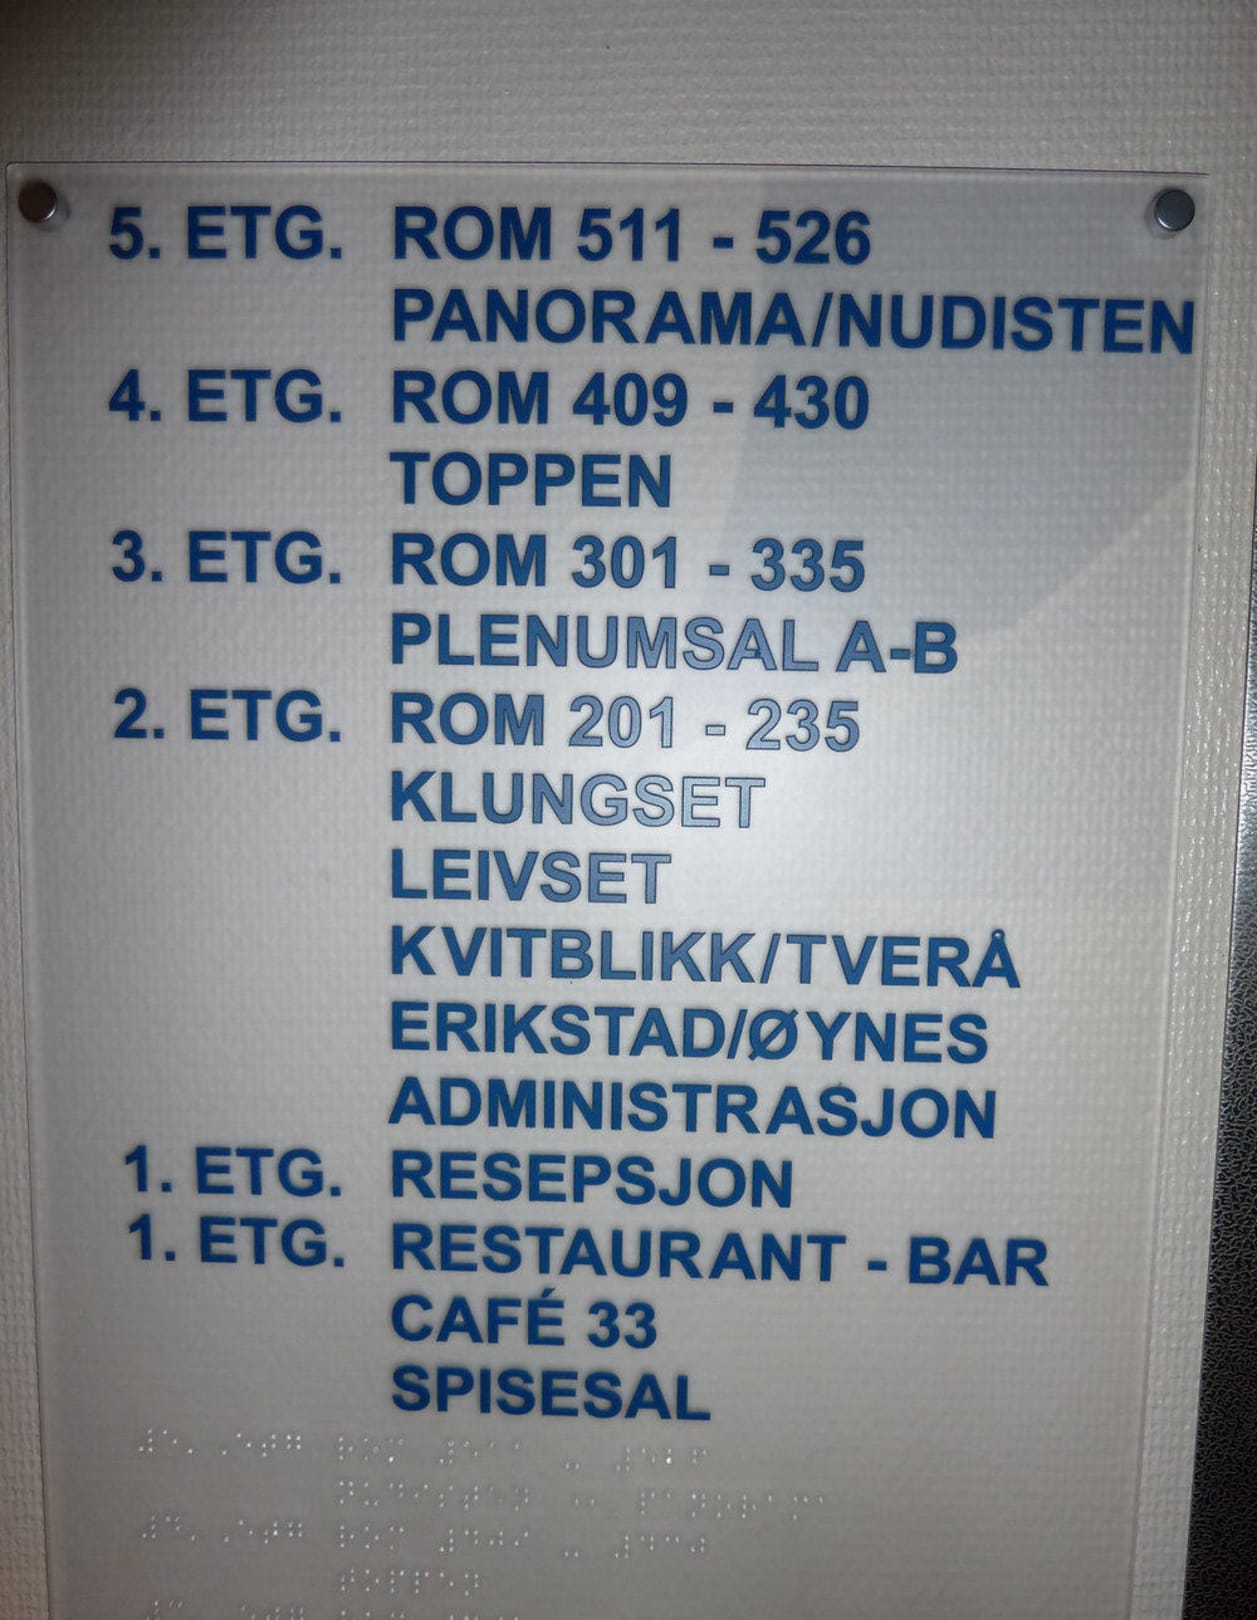 5. ETG. ROM 511 - 526
PANORAMA/NUDISTEN
4. ETG. ROM 409 - 430
TOPPEN
3. ETG. ROM 301 - 335
PLENUMSAL A-B
2. ETG. ROM 201 - 235
KLUNGSET
LEIVSET
KVITBLIKK/TVERÅ
ERIKSTAD/ØYNES
ADMINISTRASJON
1. ETG. RESEPSJON
1. ETG. RESTAURANT - BAR
CAFÉ 33
SPISESAL